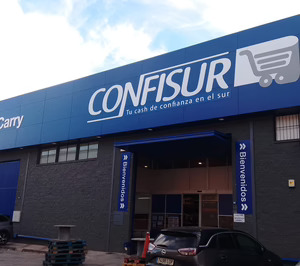 Carry
CONFISUR
Tu cash de confianza en el sur
Bienvenidos
Bienvenidos